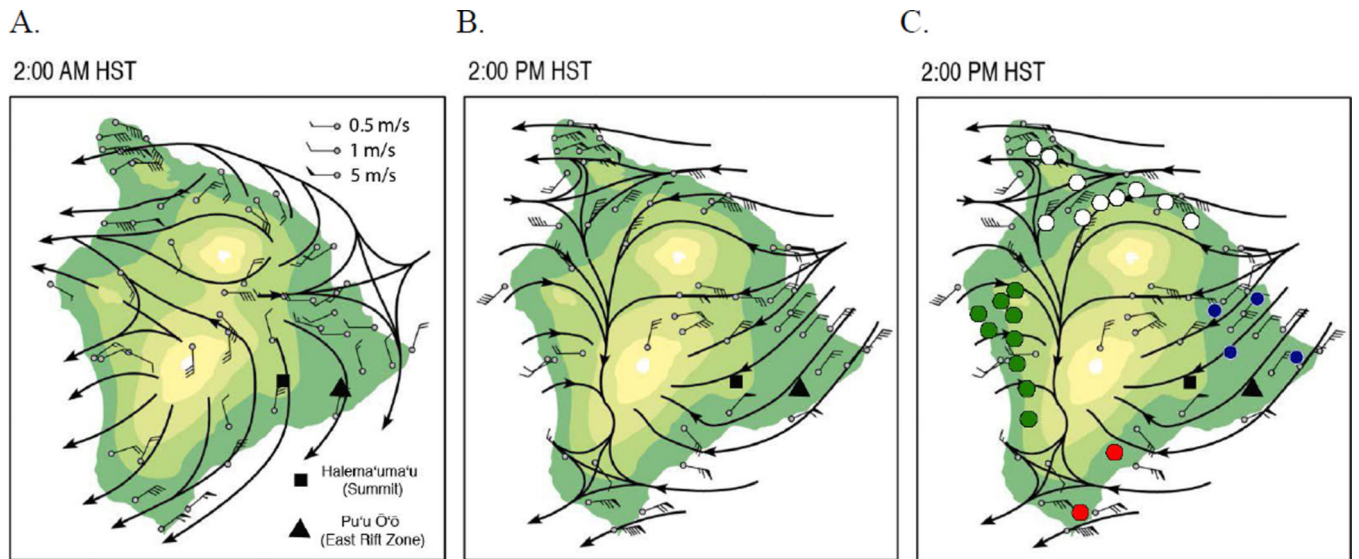 A.
B.
C.
2:00 AM HST
2:00 PM HST
2:00 PM HST
0.5 m/s
1 m/s
5 m/s
Halema'uma'u
(Summit)
Pu'u Ō'ō
(East Rift Zone)